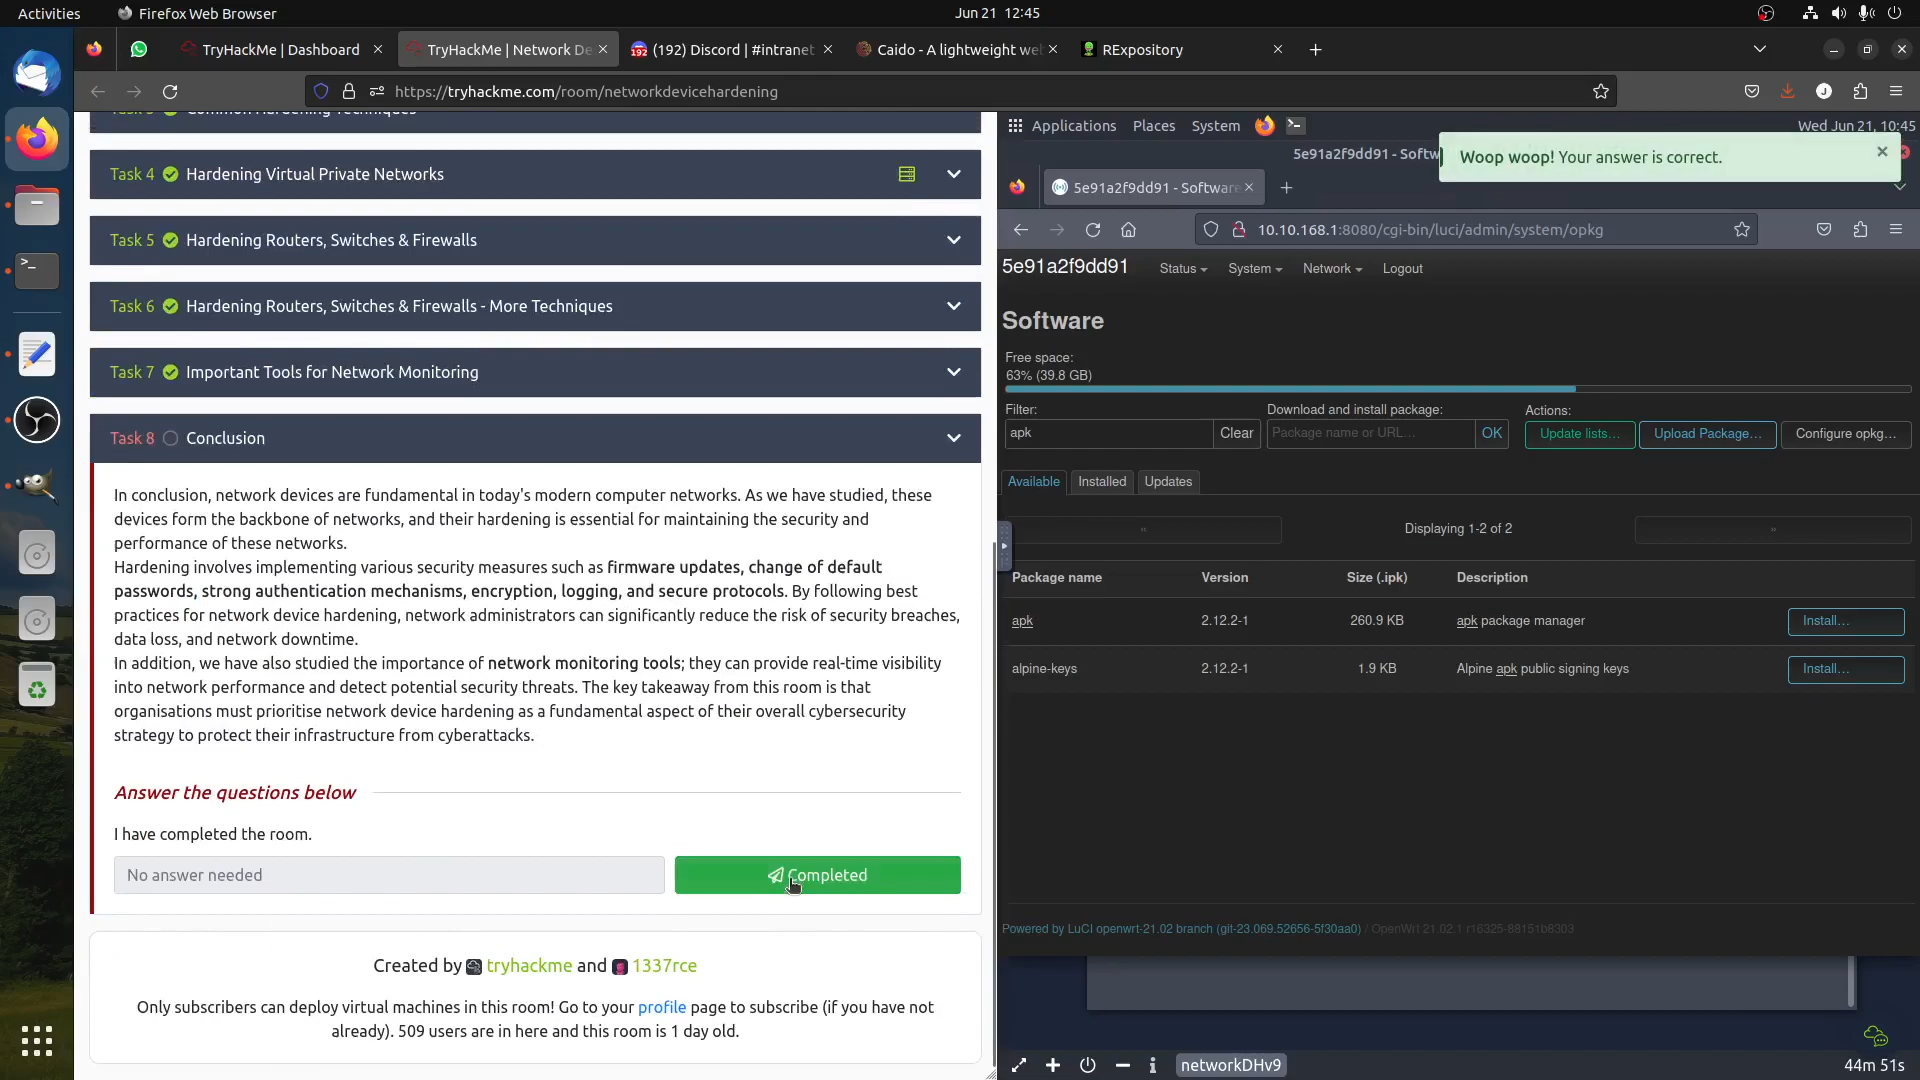 Activities
Firefox Web Browser
Jun 21 12:45
TryHackMe | Dashboard
TryHackMe | Network De
(192) Discord | #intranet
Caido - A lightweight we
RExpository
https://tryhackme.com/room/networkdevicehardening
Common Hardening Techniques
Task 4 Hardening Virtual Private Networks
Task 5 Hardening Routers, Switches & Firewalls
Task 6 Hardening Routers, Switches & Firewalls - More Techniques
Task 7 Important Tools for Network Monitoring
Task 8 Conclusion
In conclusion, network devices are fundamental in today's modern computer networks. As we have studied, these
devices form the backbone of networks, and their hardening is essential for maintaining the security and
performance of these networks.
Hardening involves implementing various security measures such as firmware updates, change of default
passwords, strong authentication mechanisms, encryption, logging, and secure protocols. By following best
practices for network device hardening, network administrators can significantly reduce the risk of security breaches,
data loss, and network downtime.
In addition, we have also studied the importance of network monitoring tools; they can provide real-time visibility
into network performance and detect potential security threats. The key takeaway from this room is that
organisations must prioritise network device hardening as a fundamental aspect of their overall cybersecurity
strategy to protect their infrastructure from cyberattacks.
Answer the questions below
I have completed the room.
No answer needed
Completed
Created by tryhackme and 1337rce
Only subscribers can deploy virtual machines in this room! Go to your profile page to subscribe (if you have not
already). 509 users are in here and this room is 1 day old.
Applications Places System
Wed Jun 21, 10:45
5e91a2f9dd91 - Softw
Woop woop! Your answer is correct.
5e91a2f9dd91 - Software
10.10.168.1:8080/cgi-bin/luci/admin/system/opkg
5e91a2f9dd91 Status System Network Logout
Software
Free space:
63% (39.8 GB)
Filter:
Download and install package:
Actions:
apk
Clear
Package name or URL...
OK
Update lists...
Upload Package...
Configure opkg...
Available Installed Updates
«
Displaying 1-2 of 2
»
Package name Version Size (.ipk) Description
apk 2.12.2-1 260.9 KB apk package manager Install...
alpine-keys 2.12.2-1 1.9 KB Alpine apk public signing keys Install...
Powered by LuCI openwrt-21.02 branch (git-23.069.52656-5f30aa0) / OpenWrt 21.02.1 r16325-88151b8303
networkDHv9
44m 51s